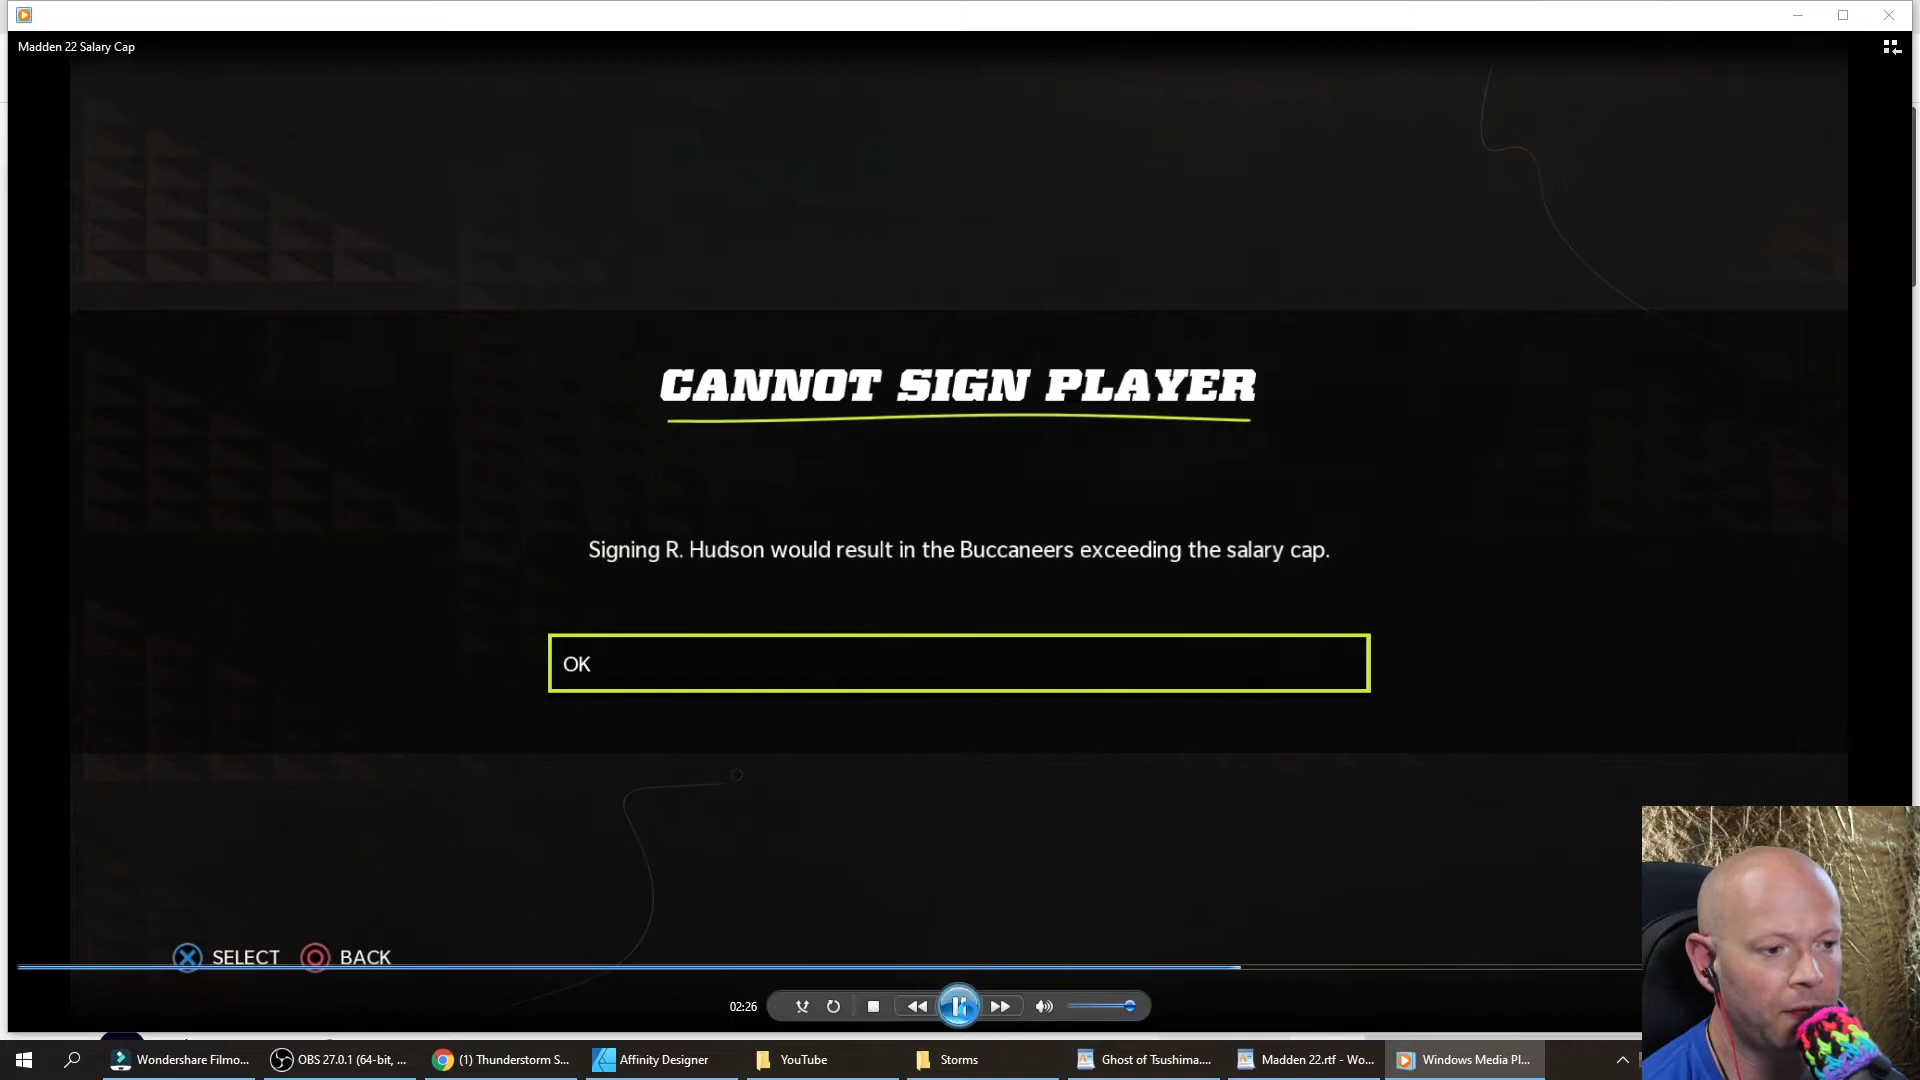 Madden 22 Salary Cap
CANNOT SIGN PLAYER
Signing R. Hudson would result in the Buccaneers exceeding the salary cap.
OK
SELECT BACK
02:26
Wondershare Filmo... OBS 27.0.1 (64-bit, ... (1) Thunderstorm S... Affinity Designer YouTube Storms Ghost of Tsushima.... Madden 22.rtf - Wo... Windows Media Pl...